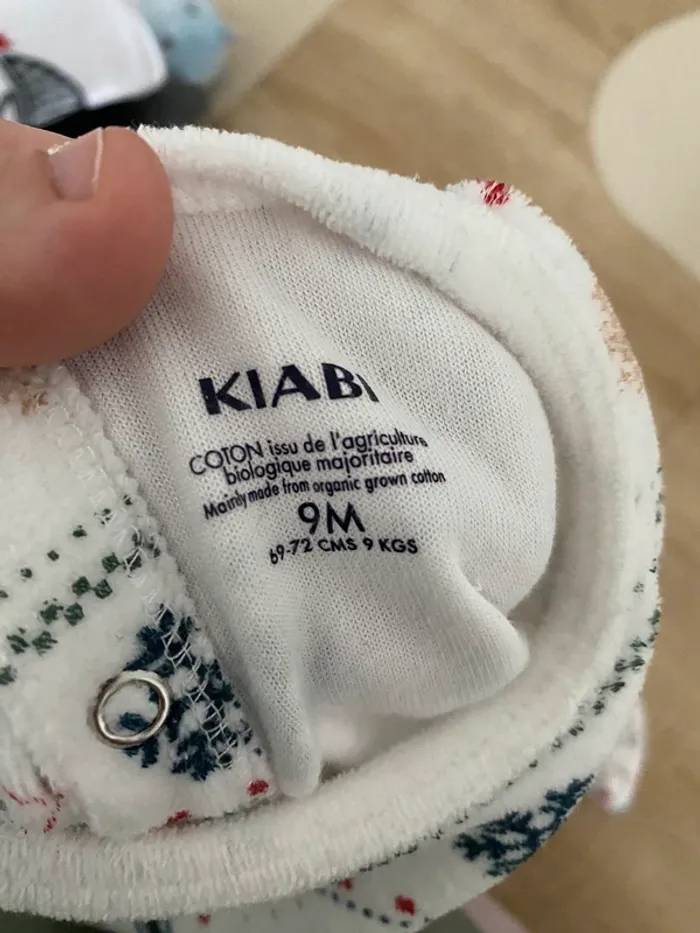 KIABI
COTON issu de l'agriculture
biologique majoritaire
Mainly made from organic grown cotton
9M
69-72 CMS 9 KGS